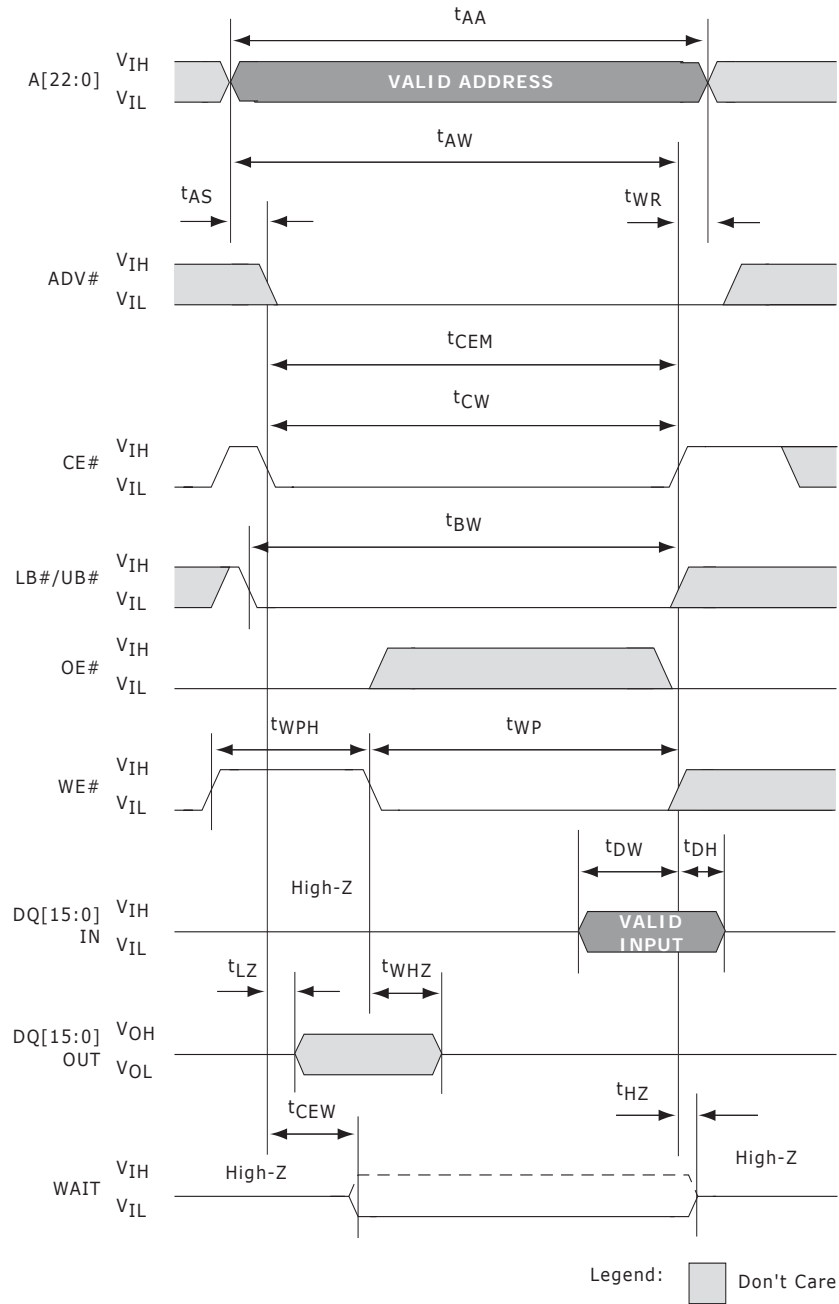 tAA
A[22:0] VIH VIL VALID ADDRESS
tAW
tAS tWR
ADV# VIH VIL
tCEM
tCW
CE# VIH VIL
tBW
LB#/UB# VIH VIL
OE# VIH VIL
tWPH tWP
WE# VIH VIL
tDW tDH
High-Z
DQ[15:0] IN VIH VIL VALID INPUT
tLZ tWHZ
DQ[15:0] OUT VOH VOL
tCEW tHZ
High-Z High-Z
WAIT VIH VIL
Legend: Don't Care